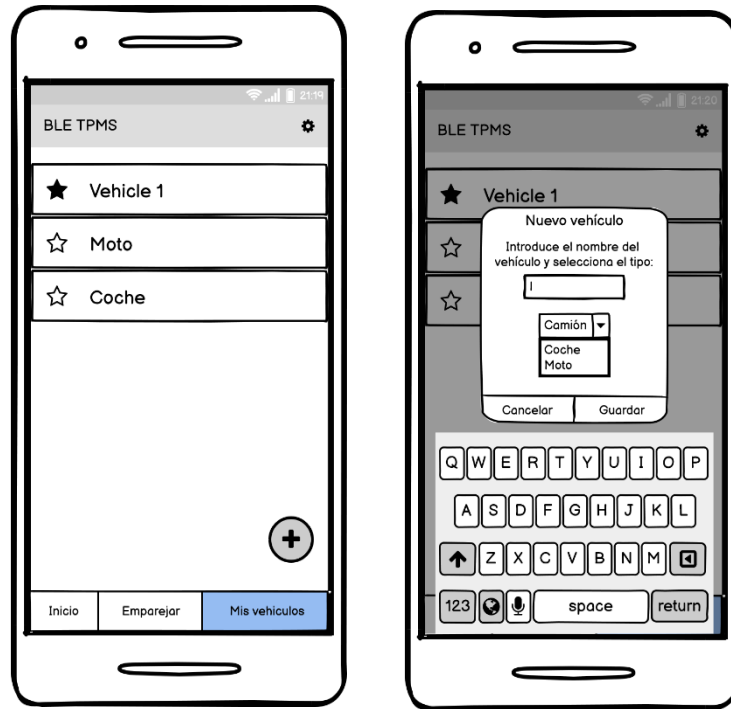 21:19
BLE TPMS
Vehicle 1
Moto
Coche
Inicio Emparejar Mis vehiculos
21:20
BLE TPMS
Vehicle 1
Nuevo vehículo
Introduce el nombre del
vehículo y selecciona el tipo:
Camión
Coche
Moto
Cancelar Guardar
Q W E R T Y U I O P
A S D F G H J K L
Z X C V B N M
123 space return